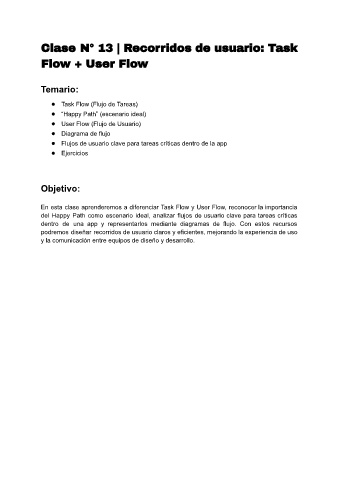 Clase N° 13 | Recorridos de usuario: Task
Flow + User Flow
Temario:
● Task Flow (Flujo de Tareas)
● "Happy Path" (escenario ideal)
● User Flow (Flujo de Usuario)
● Diagrama de flujo
● Flujos de usuario clave para tareas críticas dentro de la app
● Ejercicios
Objetivo:
En esta clase aprenderemos a diferenciar Task Flow y User Flow, reconocer la importancia
del Happy Path como escenario ideal, analizar flujos de usuario clave para tareas críticas
dentro de una app y representarlos mediante diagramas de flujo. Con estos recursos
podremos diseñar recorridos de usuario claros y eficientes, mejorando la experiencia de uso
y la comunicación entre equipos de diseño y desarrollo.